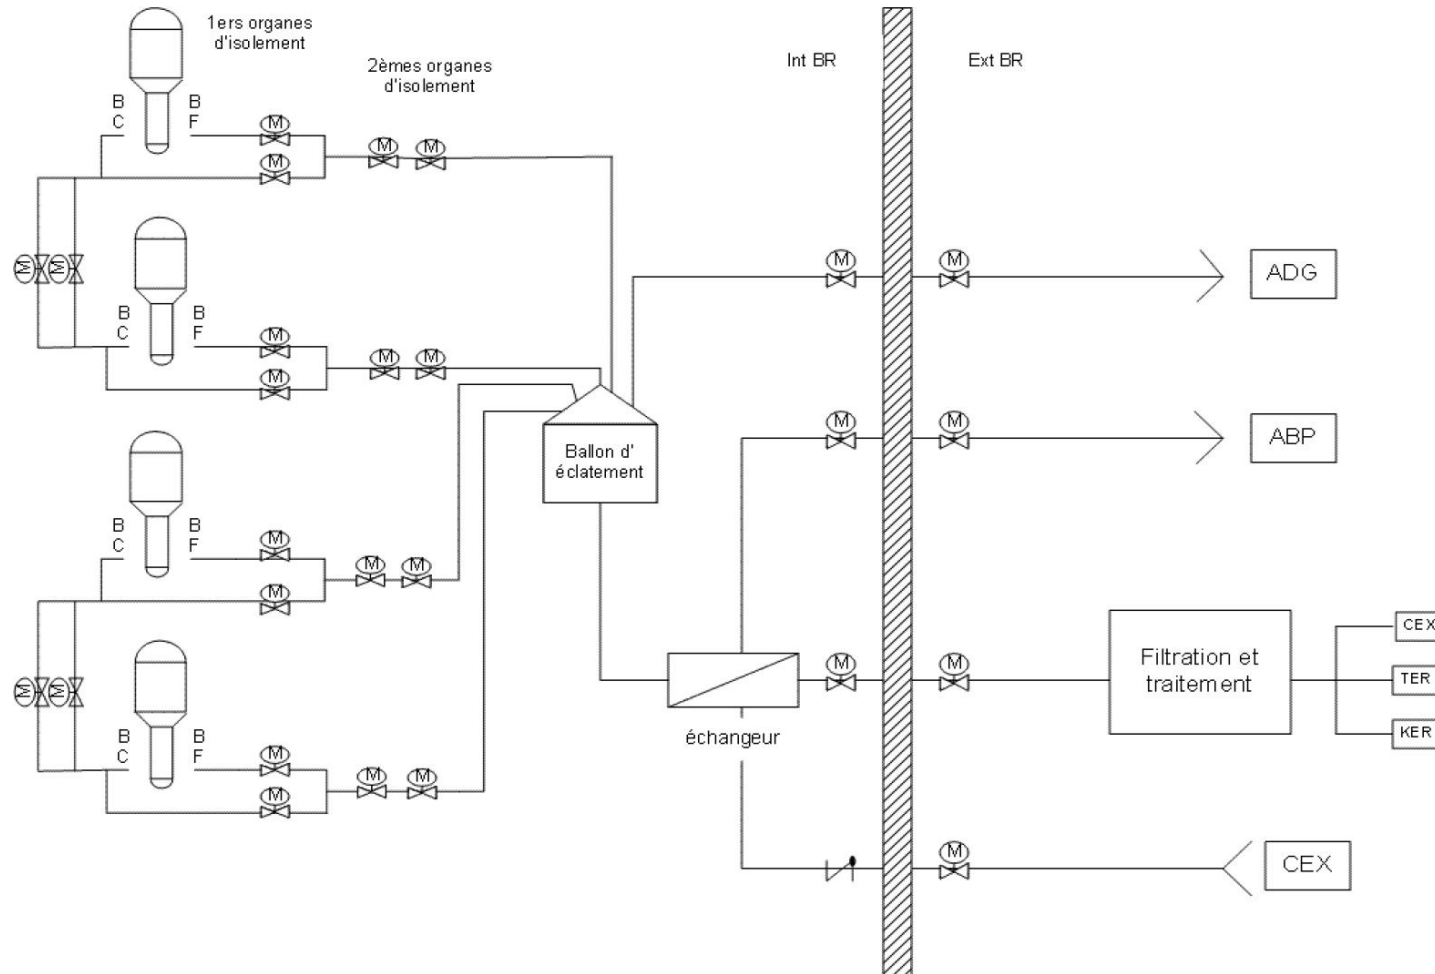 1ers organes
d'isolement
2èmes organes
d'isolement
Int BR
Ext BR
B
C
B
F
M
M
M
M
M
M
B
C
B
F
M
M
M
M
M
M
ADG
M
M
ABP
Ballon d'
éclatement
B
C
B
F
M
M
M
M
M
M
B
C
B
F
M
M
M
M
échangeur
M
M
Filtration et
traitement
CEX
TER
KER
M
CEX